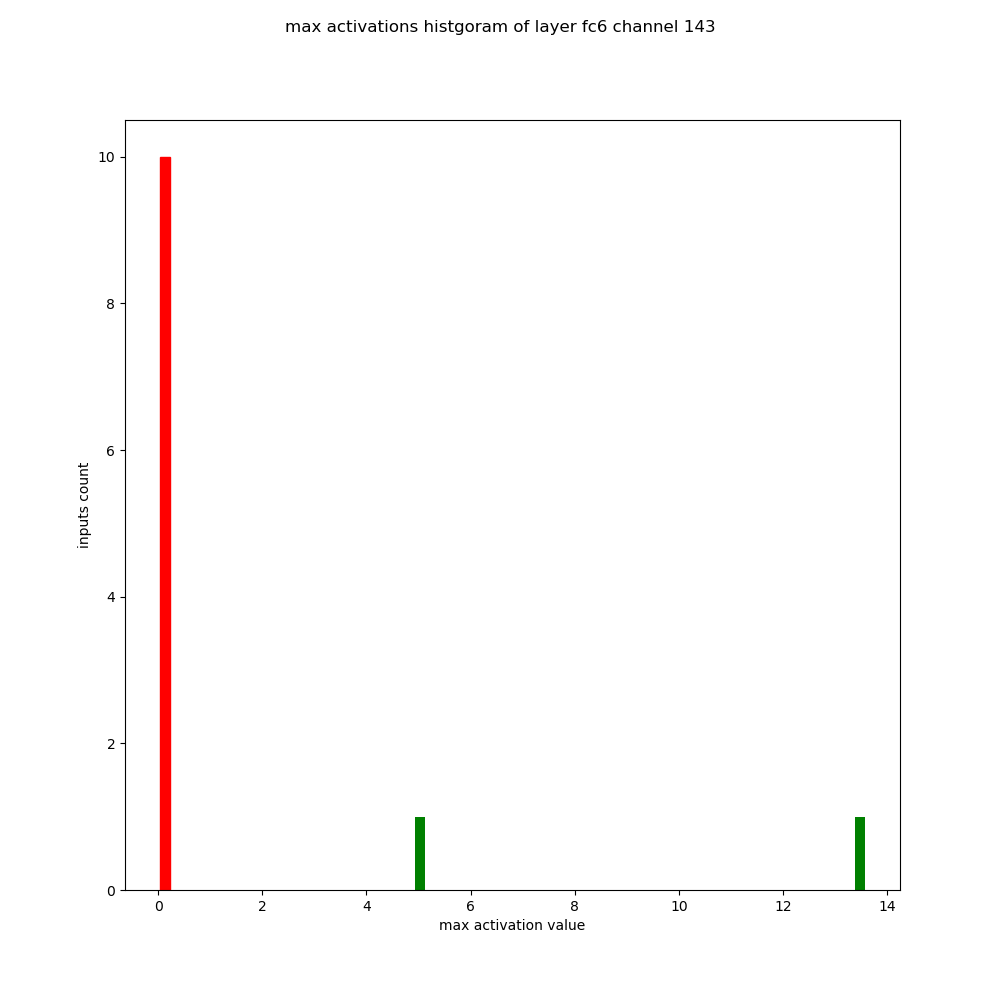 max activations histgoram of layer fc6 channel 143
10
8
6
4
2
0
inputs count
0 2 4 6 8 10 12 14
max activation value